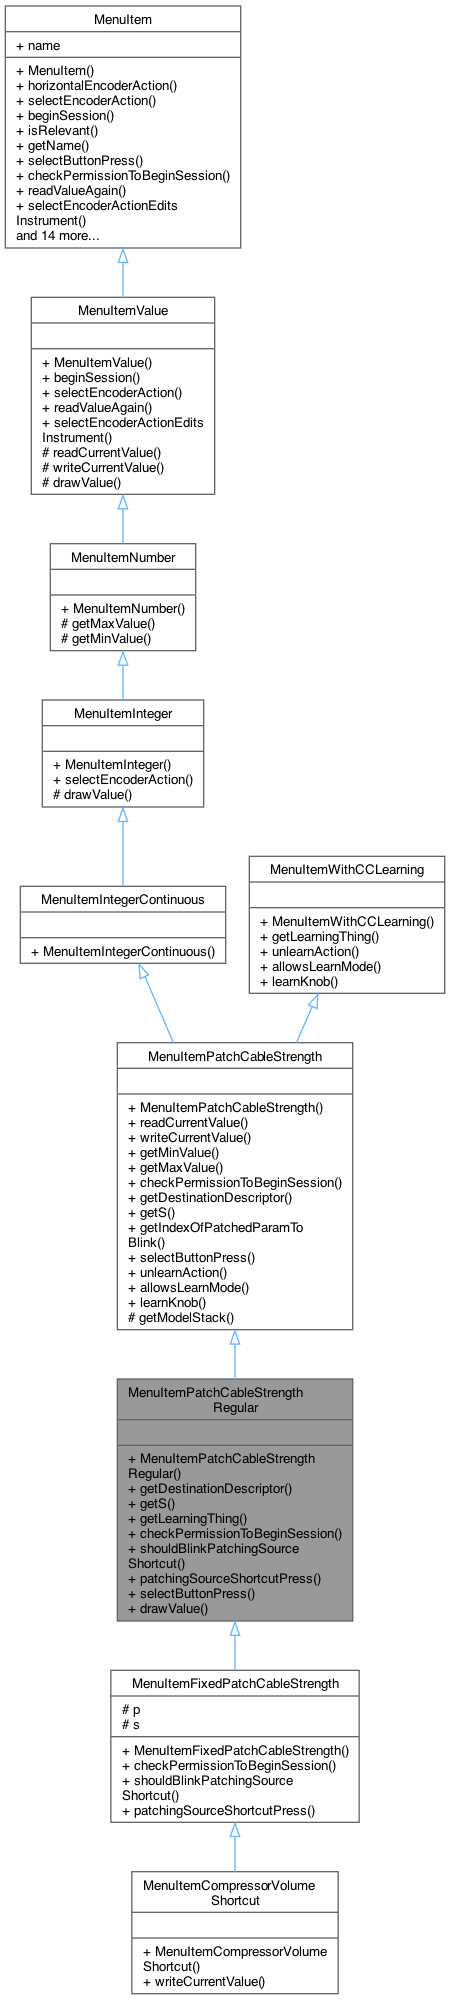 MenuItem
+ name
+ MenuItem()
+ horizontalEncoderAction()
+ selectEncoderAction()
+ beginSession()
+ isRelevant()
+ getName()
+ selectButtonPress()
+ checkPermissionToBeginSession()
+ readValueAgain()
+ selectEncoderActionEdits
Instrument()
and 14 more...
MenuItemValue
+ MenuItemValue()
+ beginSession()
+ selectEncoderAction()
+ readValueAgain()
+ selectEncoderActionEdits
Instrument()
# readCurrentValue()
# writeCurrentValue()
# drawValue()
MenuItemNumber
+ MenuItemNumber()
# getMaxValue()
# getMinValue()
MenuItemInteger
+ MenuItemInteger()
+ selectEncoderAction()
# drawValue()
MenuItemIntegerContinuous
+ MenuItemIntegerContinuous()
MenuItemWithCCLearning
+ MenuItemWithCCLearning()
+ getLearningThing()
+ unlearnAction()
+ allowsLearnMode()
+ learnKnob()
MenuItemPatchCableStrength
+ MenuItemPatchCableStrength()
+ readCurrentValue()
+ writeCurrentValue()
+ getMinValue()
+ getMaxValue()
+ checkPermissionToBeginSession()
+ getDestinationDescriptor()
+ getS()
+ getIndexOfPatchedParamTo
Blink()
+ selectButtonPress()
+ unlearnAction()
+ allowsLearnMode()
+ learnKnob()
# getModelStack()
MenuItemPatchCableStrength
Regular
+ MenuItemPatchCableStrength
Regular()
+ getDestinationDescriptor()
+ getS()
+ getLearningThing()
+ checkPermissionToBeginSession()
+ shouldBlinkPatchingSource
Shortcut()
+ patchingSourceShortcutPress()
+ selectButtonPress()
+ drawValue()
MenuItemFixedPatchCableStrength
# p
# s
+ MenuItemFixedPatchCableStrength()
+ checkPermissionToBeginSession()
+ shouldBlinkPatchingSource
Shortcut()
+ patchingSourceShortcutPress()
MenuItemCompressorVolume
Shortcut
+ MenuItemCompressorVolume
Shortcut()
+ writeCurrentValue()